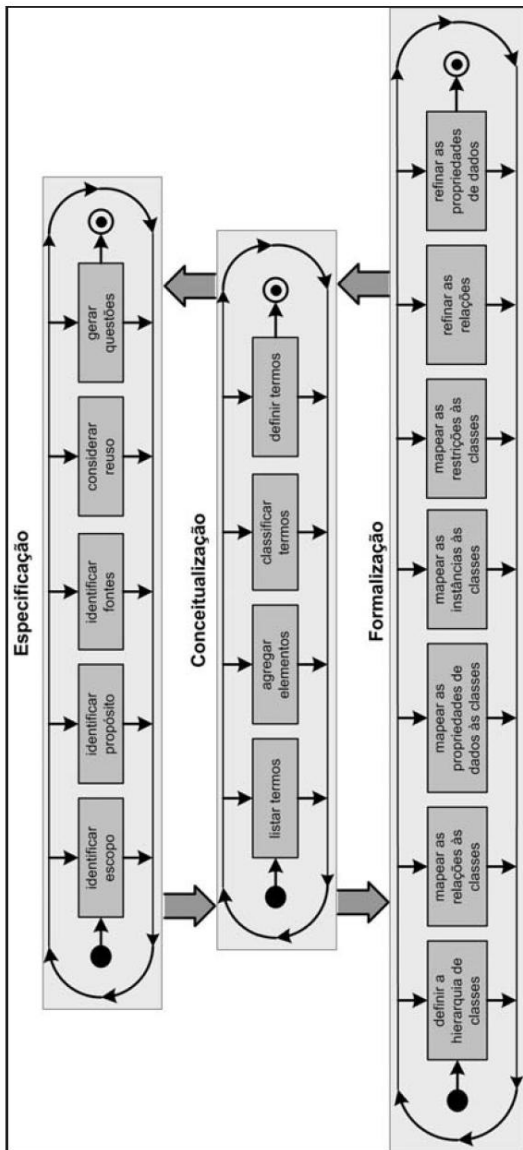 Especificação
identificar
escopo
identificar
propósito
identificar
fontes
considerar
reuso
gerar
questões
Conceitualização
listar termos
agregar
elementos
classificar
termos
definir termos
Formalização
definir a
hierarquia de
classes
mapear as
relações às
classes
mapear as
propriedades de
dados às classes
mapear as
instâncias às
classes
mapear as
restrições às
classes
refinar as
relações
refinar as
propriedades
de dados